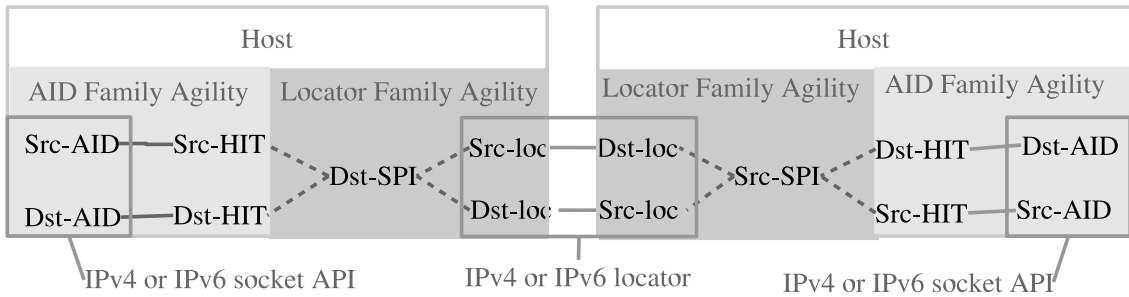 Host
AID Family Agility
Locator Family Agility
Src-AID
Src-HIT
Dst-SPI
Src-loc
Dst-AID
Dst-HIT
Dst-loc
IPv4 or IPv6 socket API
IPv4 or IPv6 locator
Host
Locator Family Agility
AID Family Agility
Dst-loc
Src-SPI
Dst-HIT
Dst-AID
Src-loc
Src-HIT
Src-AID
IPv4 or IPv6 socket API